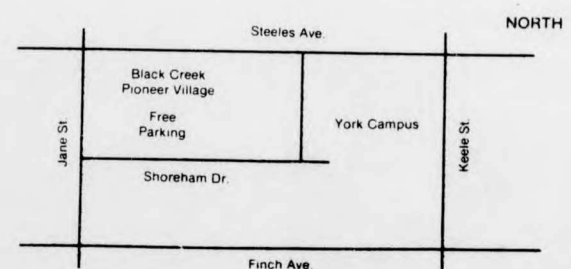 NORTH
Steeles Ave.
Black Creek
Pioneer Village
Free
Parking
York Campus
Jane St.
Keele St.
Shoreham Dr.
Finch Ave.